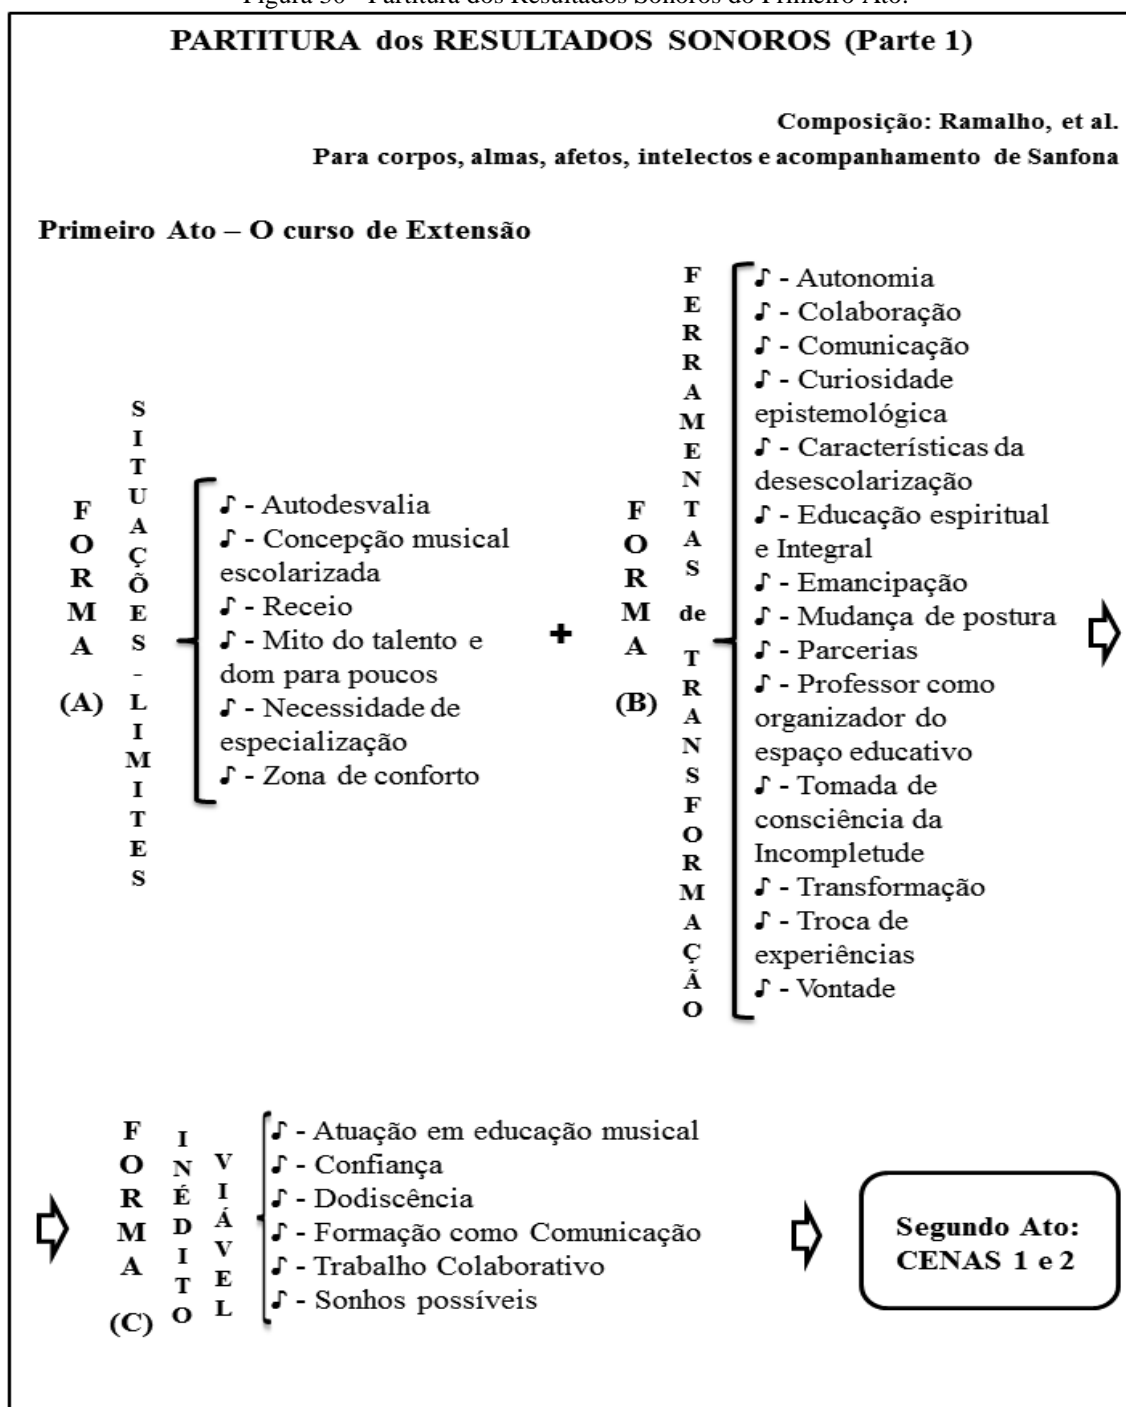 Figura 30 - Partitura dos Resultados Sonoros do Primeiro Ato.
PARTITURA dos RESULTADOS SONOROS (Parte 1)
Composição: Ramalho, et al.
Para corpos, almas, afetos, intelectos e acompanhamento de Sanfona
Primeiro Ato – O curso de Extensão
FORMA
(A)
SITUAÇÕES-LIMITES
♪ - Autodesvalia
♪ - Concepção musical
escolarizada
♪ - Receio
♪ - Mito do talento e
dom para poucos
♪ - Necessidade de
especialização
♪ - Zona de conforto
+
FORMA
(B)
FERRAMENTAS de TRANSFORMAÇÃO
♪ - Autonomia
♪ - Colaboração
♪ - Comunicação
♪ - Curiosidade
epistemológica
♪ - Características da
desescolarização
♪ - Educação espiritual
e Integral
♪ - Emancipação
♪ - Mudança de postura
♪ - Parcerias
♪ - Professor como
organizador do
espaço educativo
♪ - Tomada de
consciência da
Incompletude
♪ - Transformação
♪ - Troca de
experiências
♪ - Vontade
FORMA
(C)
INÉDITO
VIÁVEL
♪ - Atuação em educação musical
♪ - Confiança
♪ - Dodiscência
♪ - Formação como Comunicação
♪ - Trabalho Colaborativo
♪ - Sonhos possíveis
Segundo Ato:
CENAS 1 e 2